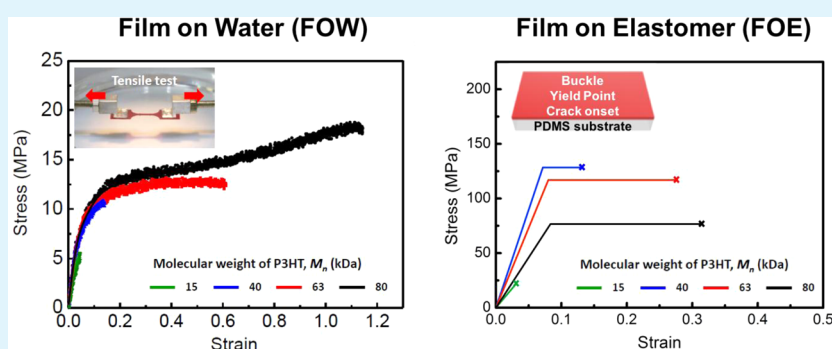 Film on Water (FOW)
Stress (MPa)
25
20
15
10
5
0
Tensile test
Molecular weight of P3HT, Mn (kDa)
15 40 63 80
0.0 0.2 0.4 0.6 0.8 1.0 1.2
Strain
Film on Elastomer (FOE)
Stress (MPa)
200
150
100
50
0
Buckle
Yield Point
Crack onset
PDMS substrate
Molecular weight of P3HT, Mn (kDa)
15 40 63 80
0.0 0.1 0.2 0.3 0.4 0.5
Strain